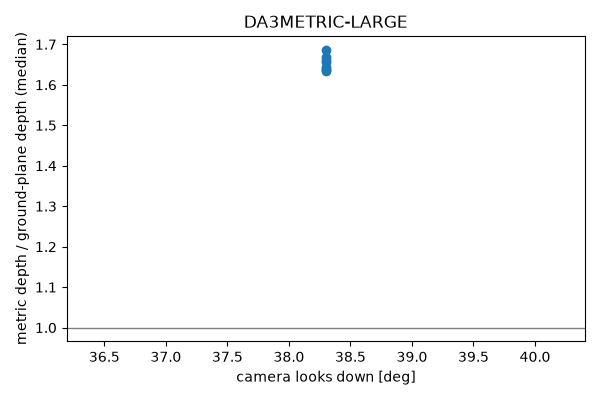 DA3METRIC-LARGE
metric depth / ground-plane depth (median)
1.7
1.6
1.5
1.4
1.3
1.2
1.1
1.0
36.5 37.0 37.5 38.0 38.5 39.0 39.5 40.0
camera looks down [deg]